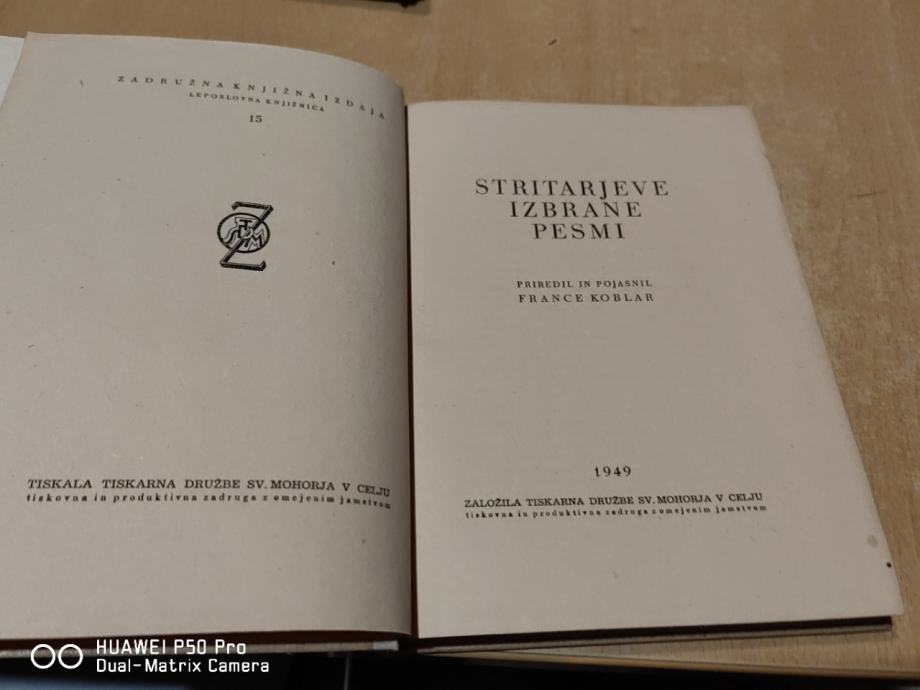 ZADRUŽNA KNJIŽNA IZDAJA
LEPOSLOVNA KNJIŽNICA
15
TISKALA TISKARNA DRUŽBE SV. MOHORJA V CELJU
tiskovna in produktivna zadruga z omejenim jamstvom
STRITARJEVE
IZBRANE
PESMI
PRIREDIL IN POJASNIL
FRANCE KOBLAR
1949
ZALOŽILA TISKARNA DRUŽBE SV. MOHORJA V CELJU
tiskovna in produktivna zadruga z omejenim jamstvom
HUAWEI P50 Pro
Dual-Matrix Camera